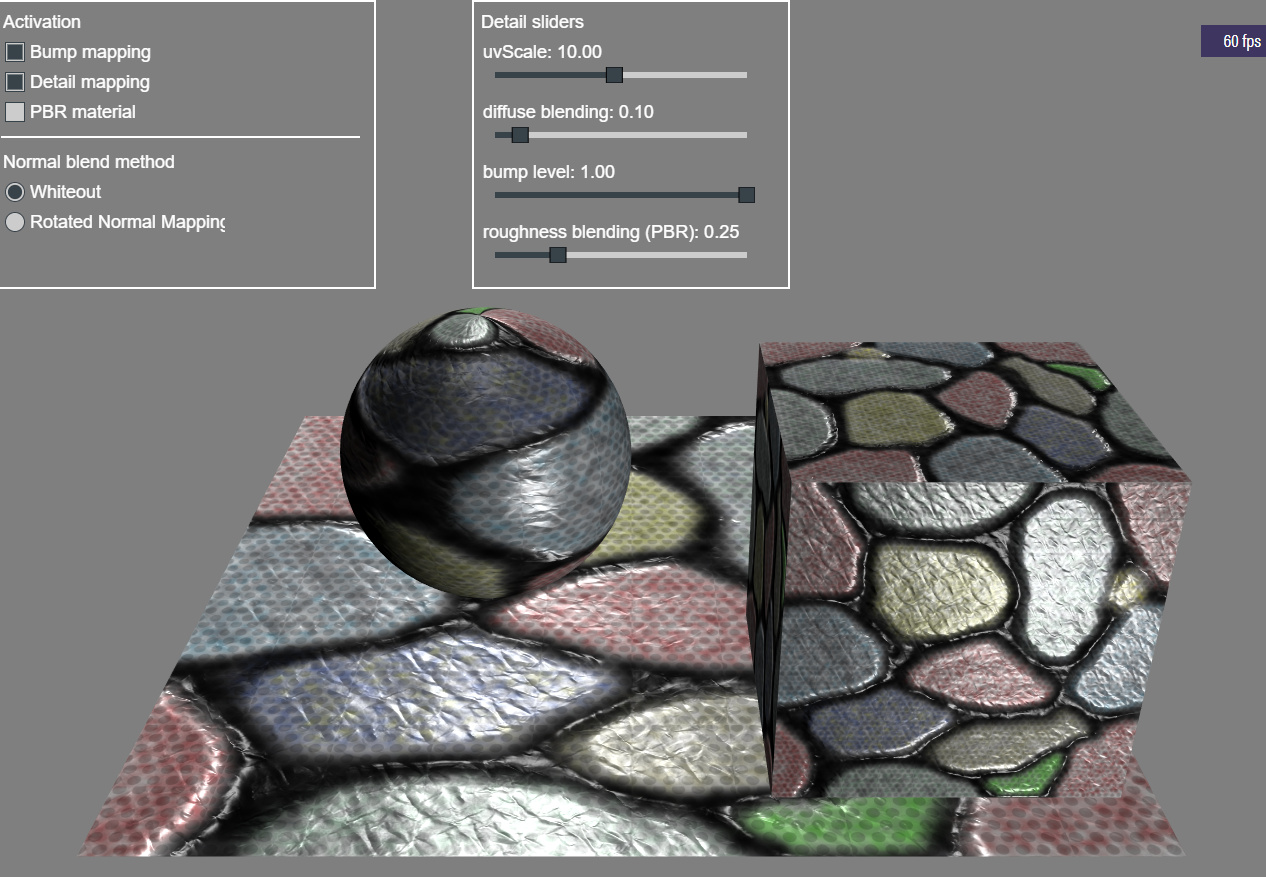 Activation
Bump mapping
Detail mapping
PBR material
Normal blend method
Whiteout
Rotated Normal Mapping
Detail sliders
uvScale: 10.00
diffuse blending: 0.10
bump level: 1.00
roughness blending (PBR): 0.25
60 fps